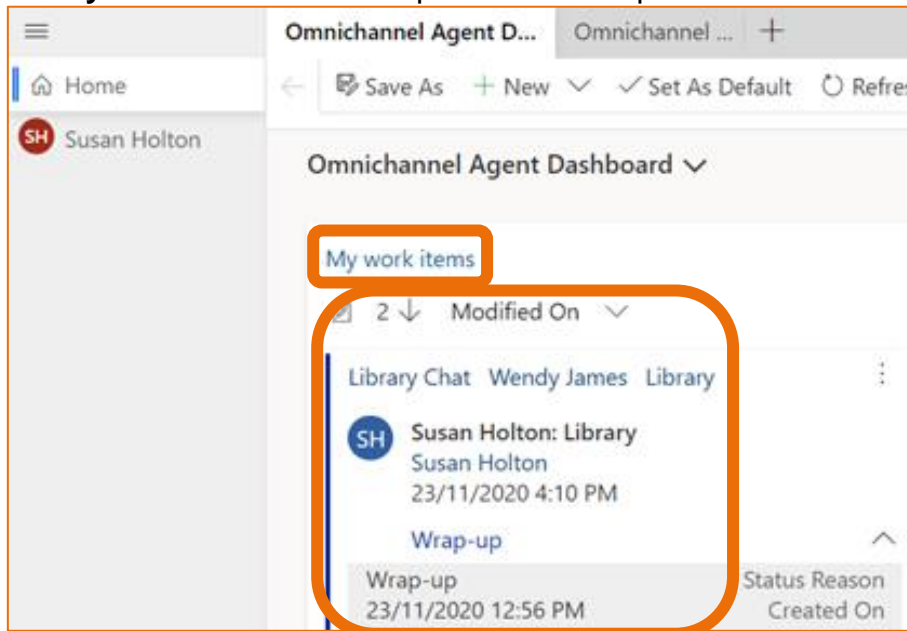 Omnichannel Agent D... Omnichannel ... +
Home
Save As + New Set As Default Refres
SH Susan Holton
Omnichannel Agent Dashboard
My work items
2 Modified On
Library Chat Wendy James Library
SH Susan Holton: Library
Susan Holton
23/11/2020 4:10 PM
Wrap-up
Wrap-up Status Reason
23/11/2020 12:56 PM Created On